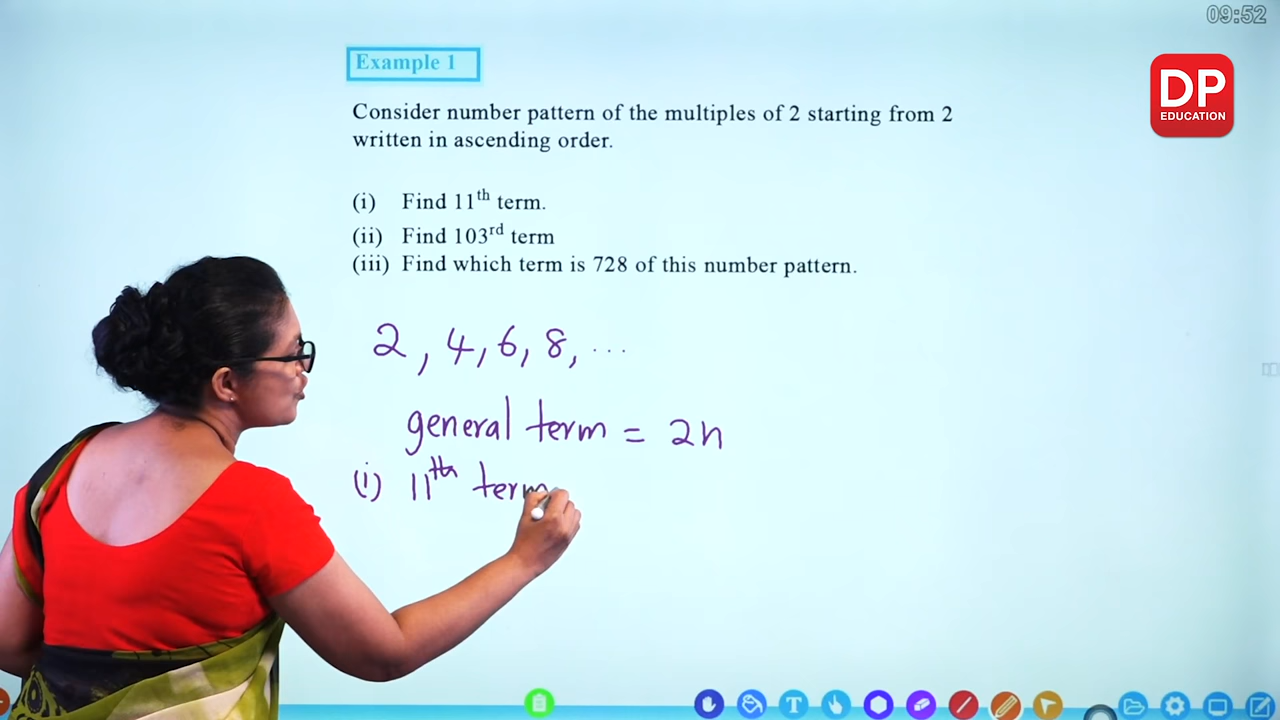 09:52
DP
EDUCATION
Example 1
Consider number pattern of the multiples of 2 starting from 2
written in ascending order.
(i) Find 11th term.
(ii) Find 103rd term
(iii) Find which term is 728 of this number pattern.
2, 4, 6, 8, ...
general term = 2n
(i) 11th term